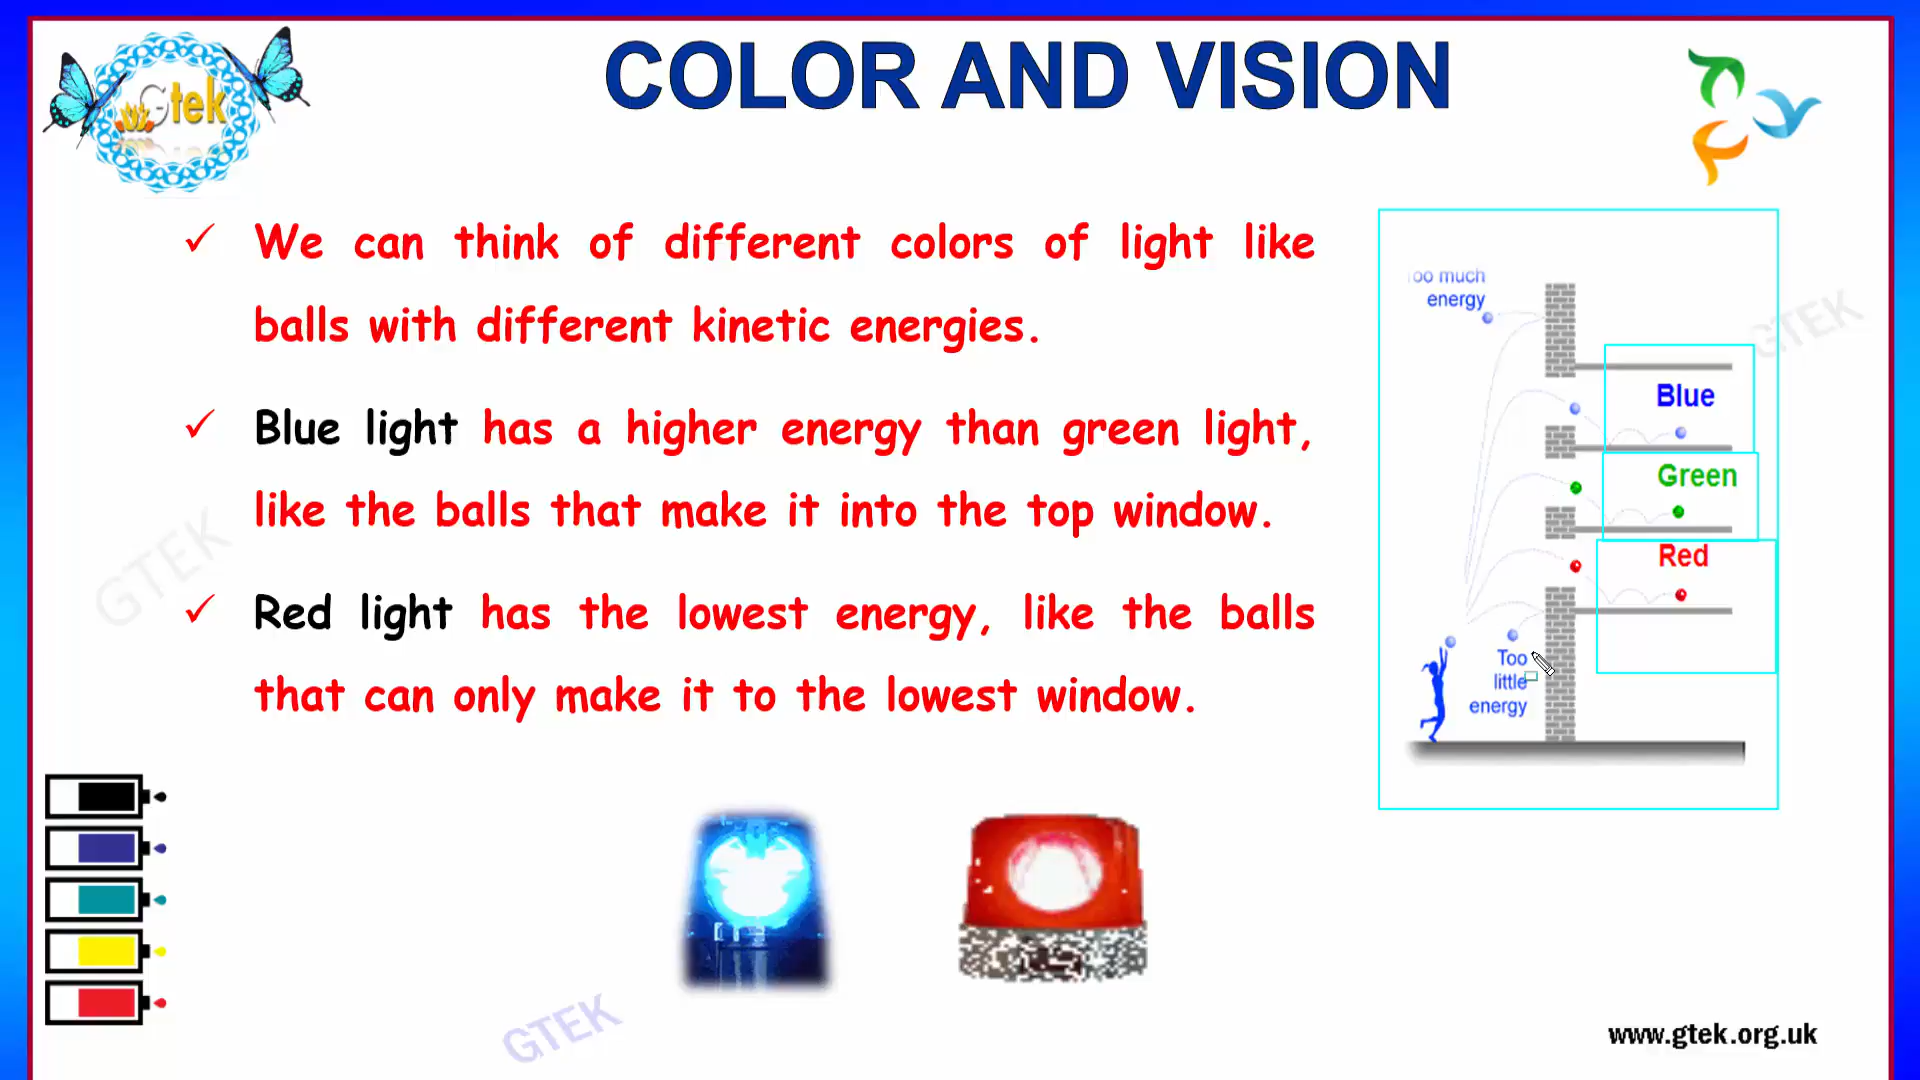 COLOR AND VISION
Gtek
We can think of different colors of light like
balls with different kinetic energies.
Blue light has a higher energy than green light,
like the balls that make it into the top window.
Red light has the lowest energy, like the balls
that can only make it to the lowest window.
oo much
energy
Blue
Green
Red
Too
little
energy
GTEK
GTEK
GTEK
www.gtek.org.uk